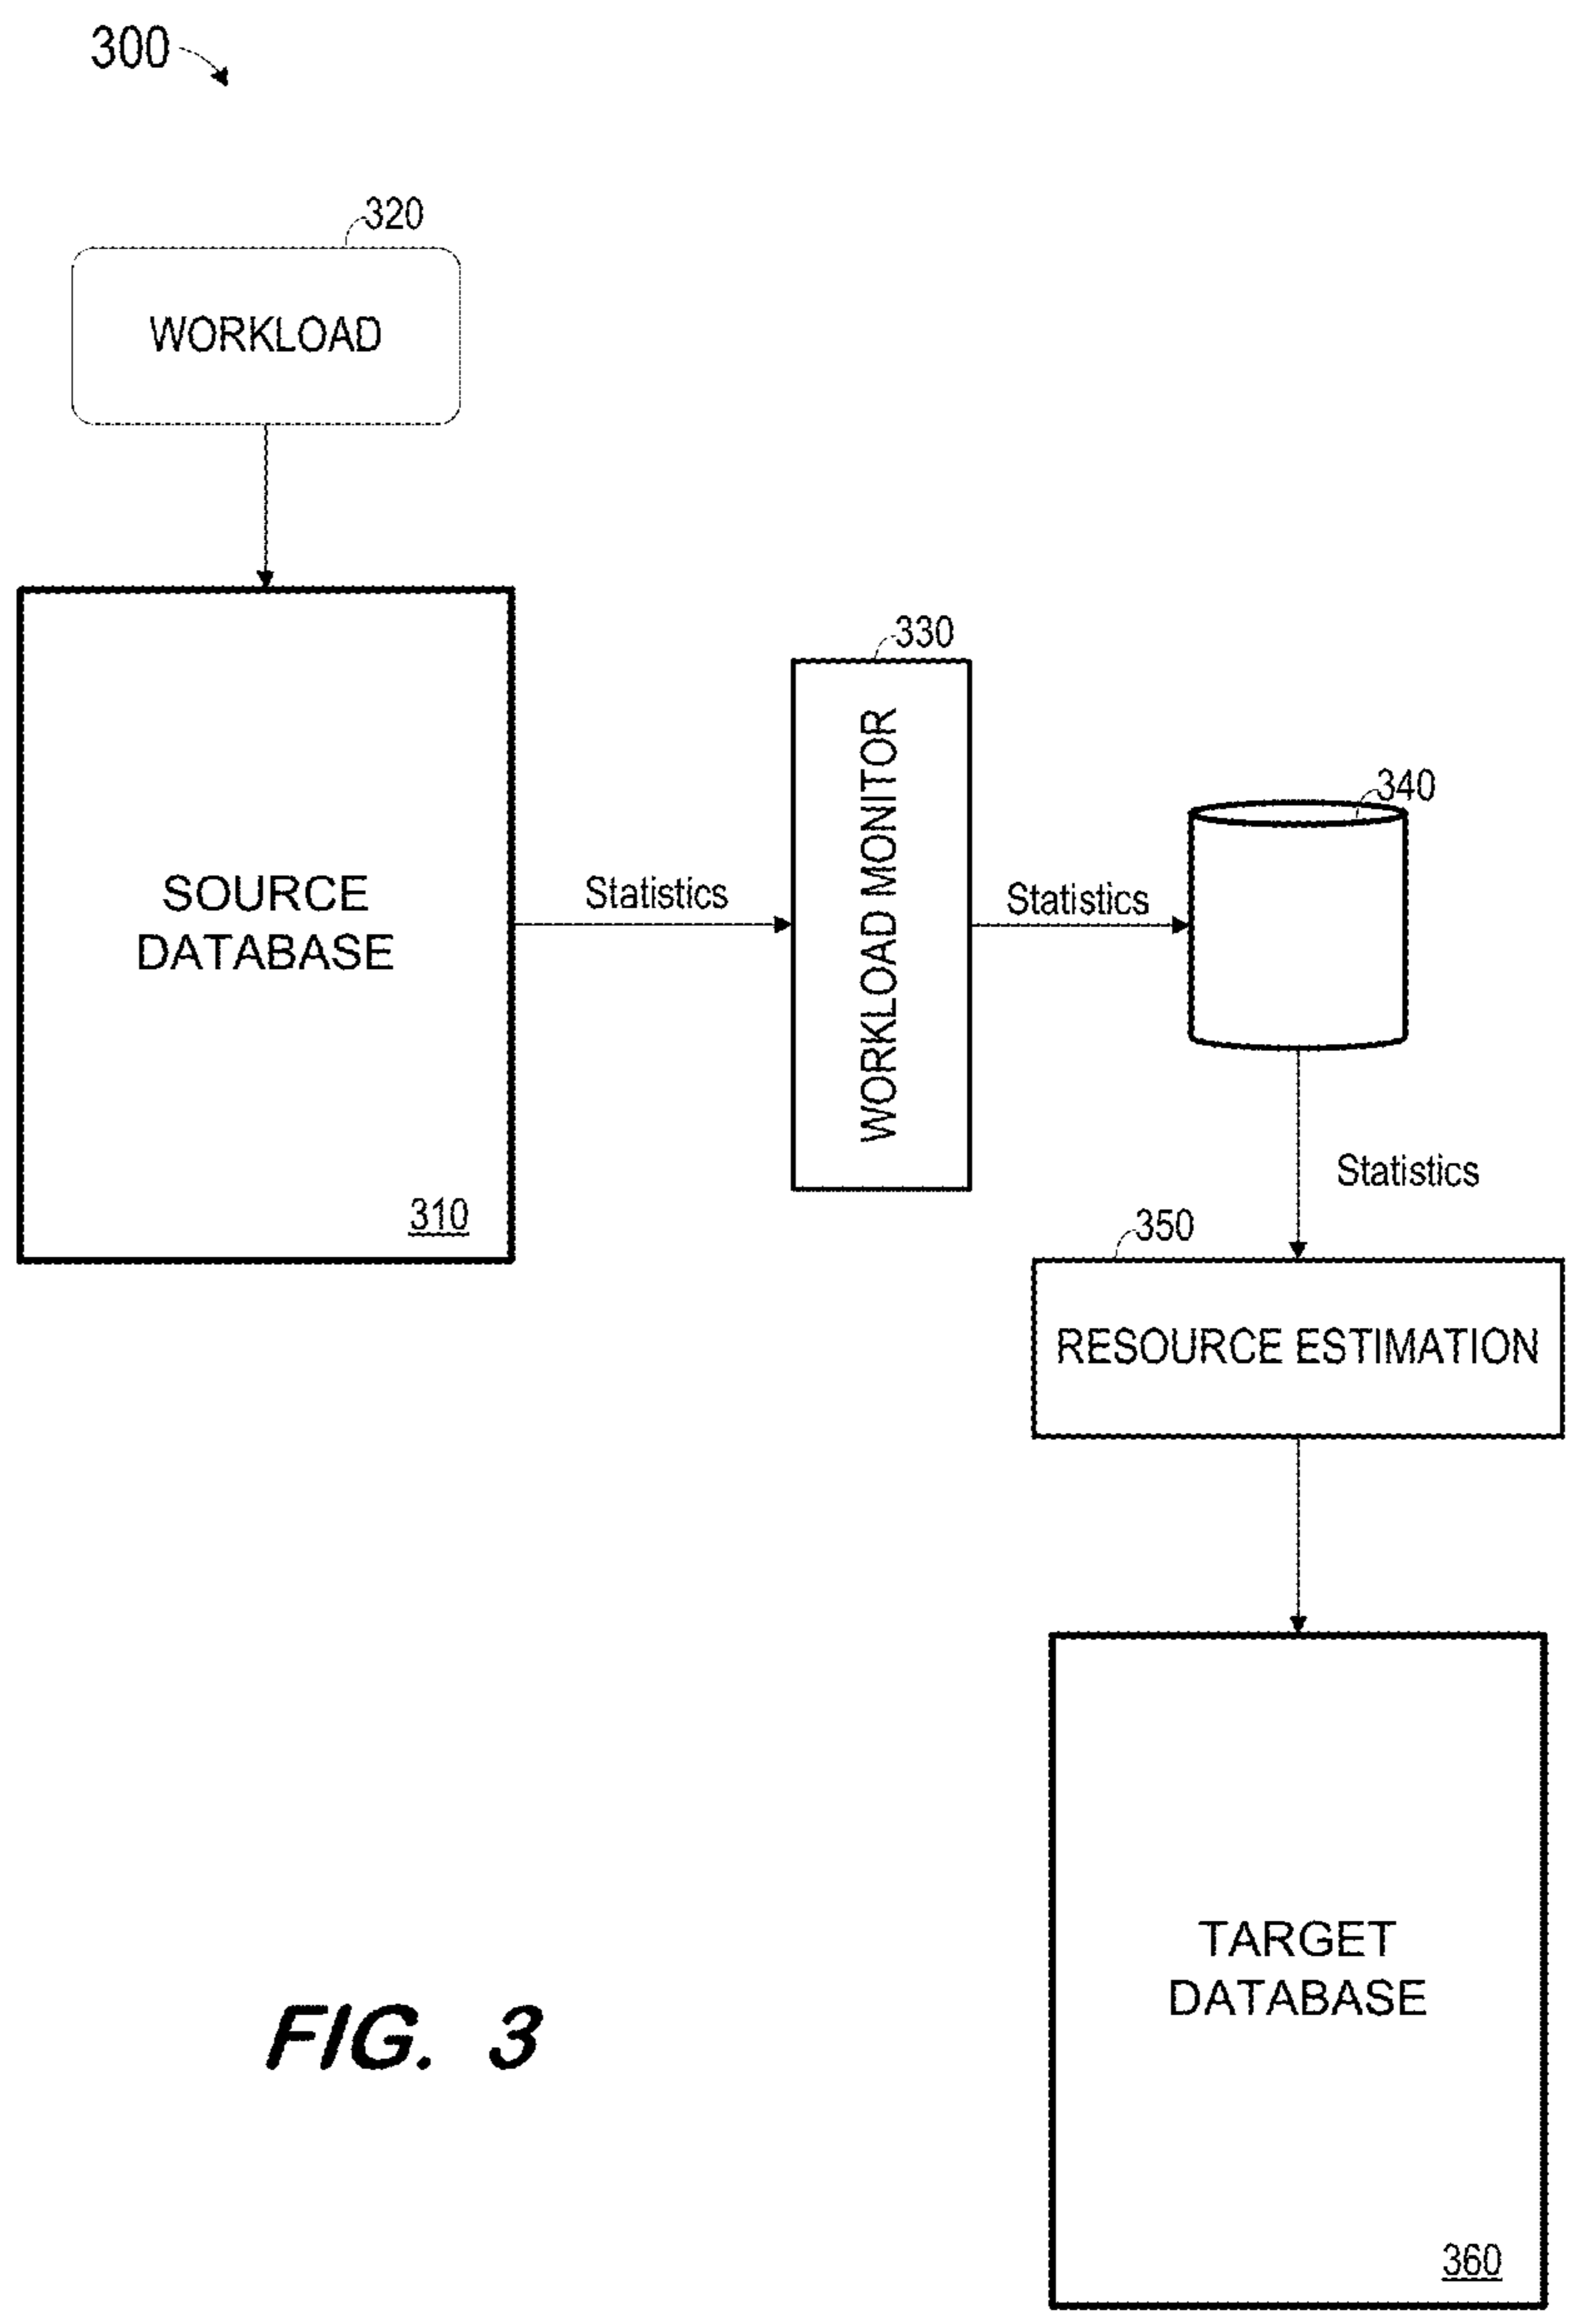 300
320
WORKLOAD
330
WORKLOAD MONITOR
340
SOURCE
DATABASE
Statistics
Statistics
310
Statistics
350
RESOURCE ESTIMATION
TARGET
DATABASE
FIG. 3
360